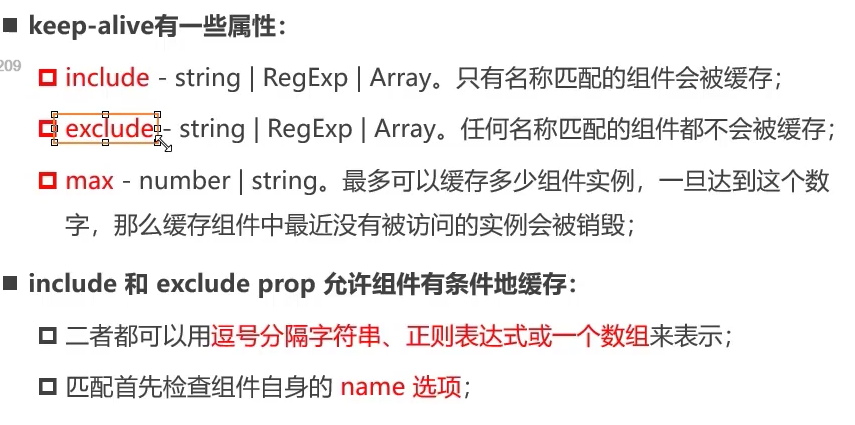 keep-alive有一些属性：
209
include - string | RegExp | Array。只有名称匹配的组件会被缓存；
exclude - string | RegExp | Array。任何名称匹配的组件都不会被缓存；
max - number | string。最多可以缓存多少组件实例，一旦达到这个数
字，那么缓存组件中最近没有被访问的实例会被销毁；
include 和 exclude prop 允许组件有条件地缓存：
二者都可以用逗号分隔字符串、正则表达式或一个数组来表示；
匹配首先检查组件自身的 name 选项；